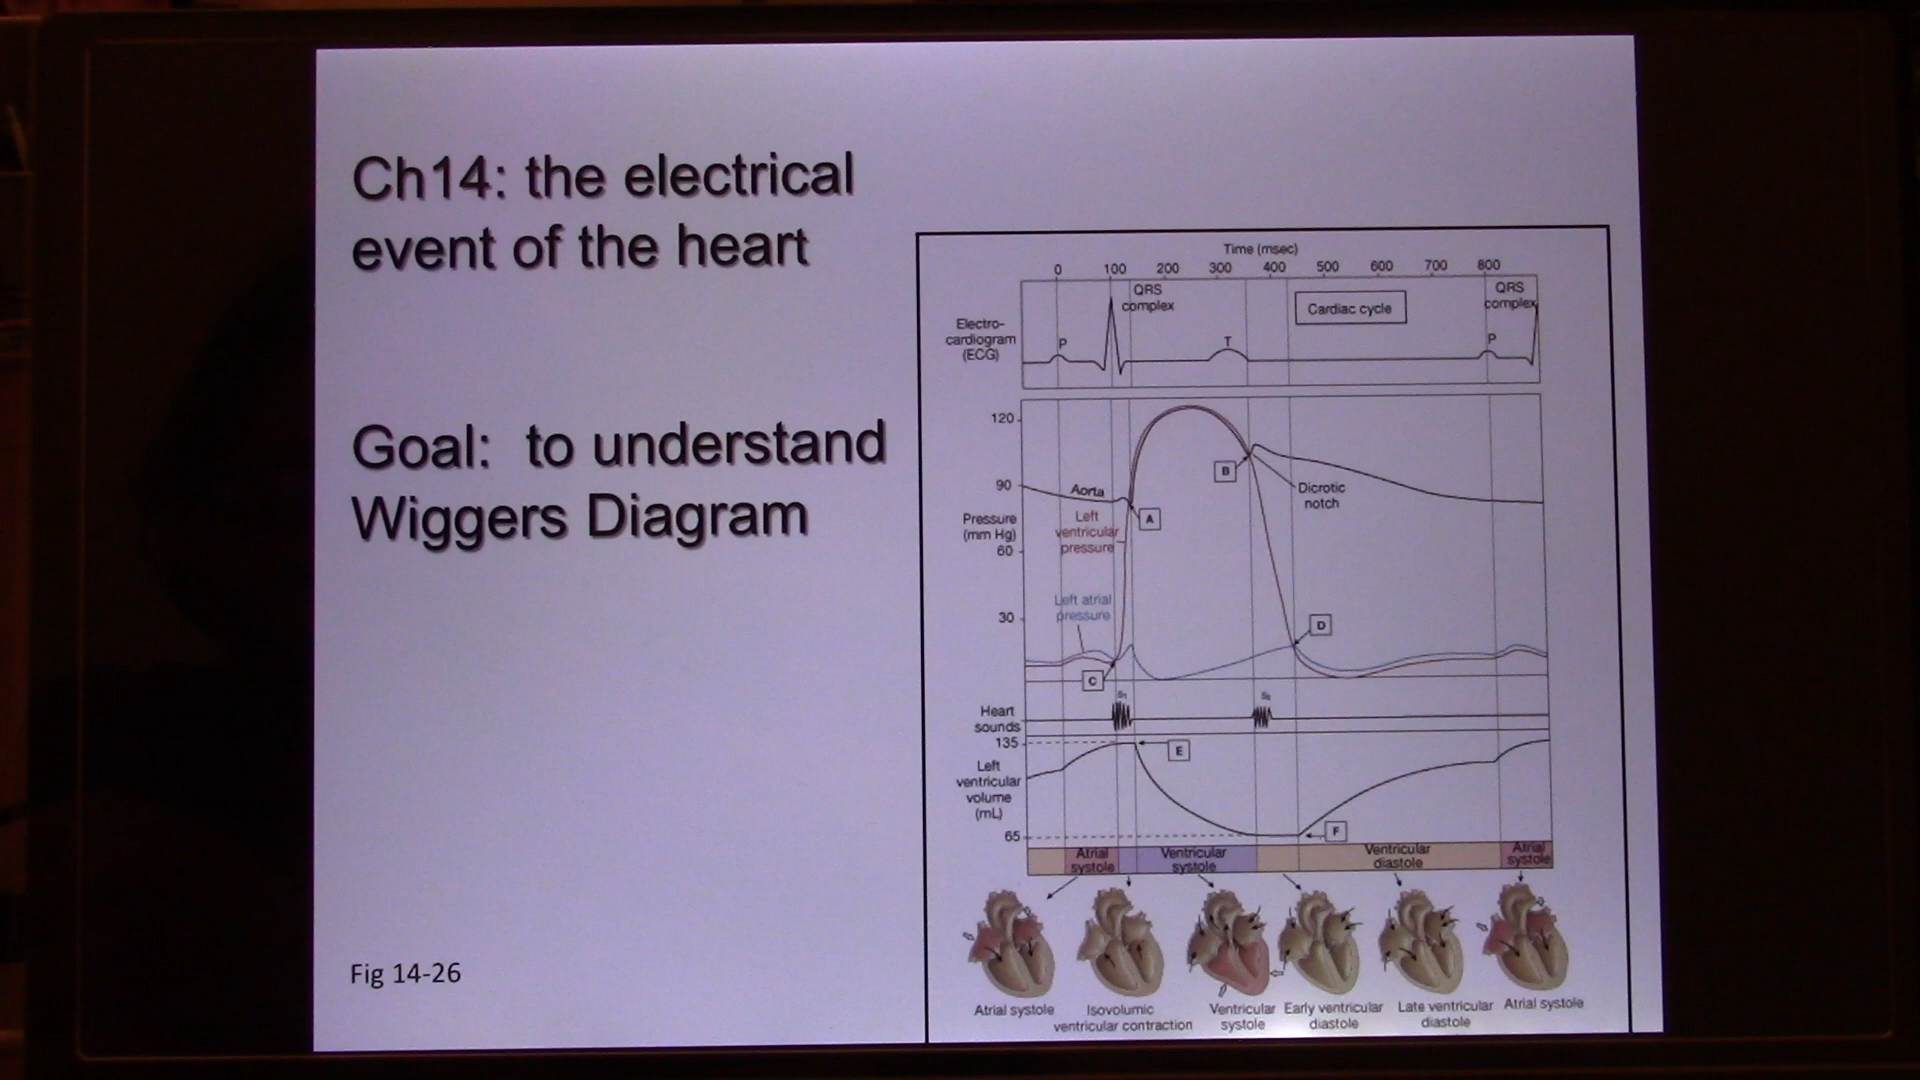 Ch14: the electrical
event of the heart
Goal: to understand
Wiggers Diagram
Fig 14-26
Time (msec)
0 100 200 300 400 500 600 700 800
QRS
complex
Cardiac cycle
QRS
complex
Electro-
cardiogram
(ECG)
P
T
P
120
90
Pressure
(mm Hg)
60
30
Aorta
A
B
Dicrotic
notch
Left
ventricular
pressure
Left atrial
pressure
C
D
Heart
sounds
S₁
S₂
135
Left
ventricular
volume
(mL)
65
E
F
Atrial
systole
Ventricular
systole
Ventricular
diastole
Atrial
systole
Atrial systole
Isovolumic
ventricular contraction
Ventricular
systole
Early ventricular
diastole
Late ventricular
diastole
Atrial systole